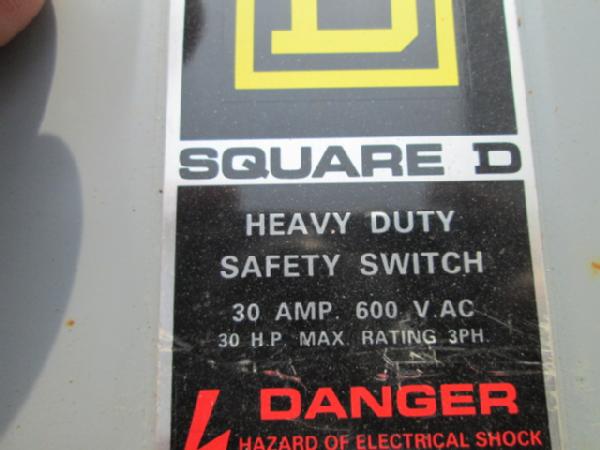 D
SQUARE D
HEAVY DUTY
SAFETY SWITCH
30 AMP. 600 V.AC
30 H.P. MAX. RATING 3PH.
DANGER
HAZARD OF ELECTRICAL SHOCK